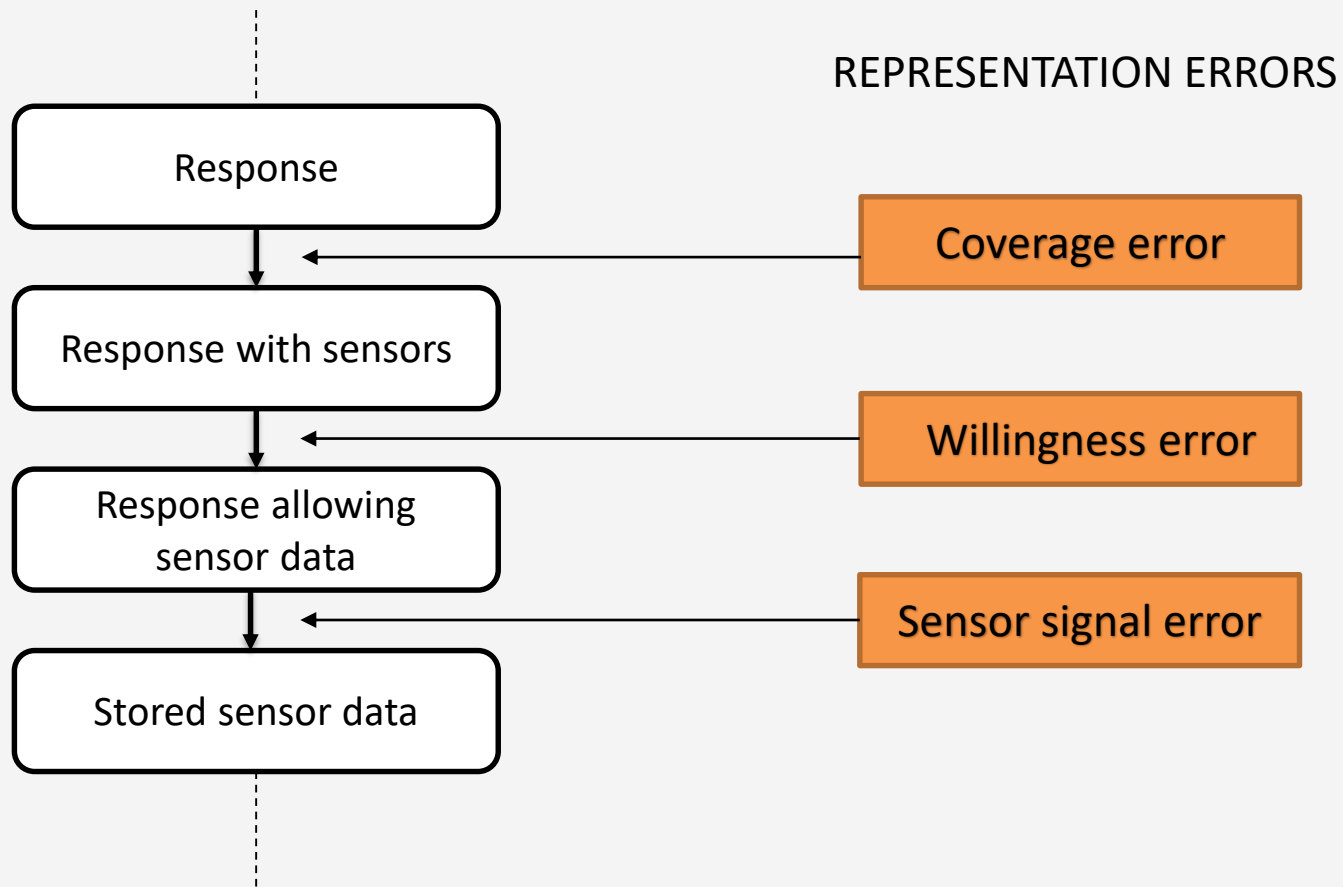 REPRESENTATION ERRORS
Response
Coverage error
Response with sensors
Willingness error
Response allowing
sensor data
Sensor signal error
Stored sensor data